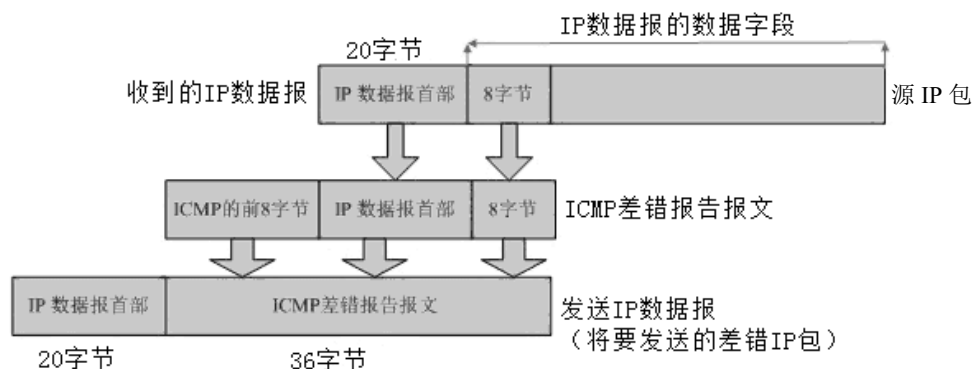 IP数据报的数据字段
20字节
收到的IP数据报
IP 数据报首部
8字节
源 IP 包
ICMP的前8字节
IP 数据报首部
8字节
ICMP差错报告报文
IP 数据报首部
ICMP差错报告报文
发送IP数据报
（将要发送的差错IP包）
20字节
36字节